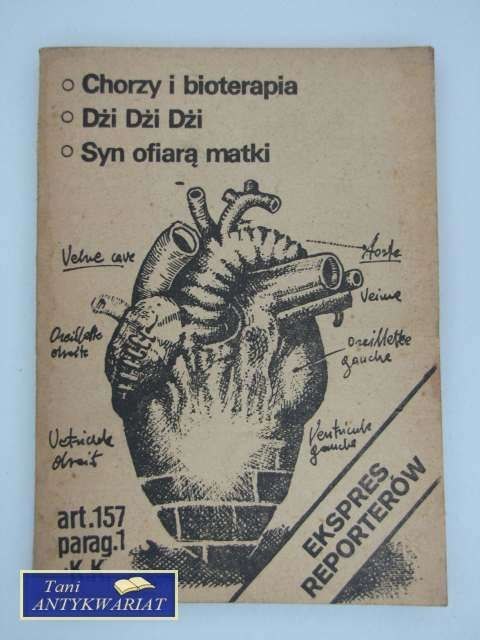 Chorzy i bioterapia
Dżi Dżi Dżi
Syn ofiarą matki
Veine cave
Aorte
Veine
Oreillette
droite
oreillette
gauche
Ventricule
droit
Ventricule
gauche
art.157
parag.1
K.K.
EKSPRES
REPORTERÓW
Tani
ANTYKWARIAT